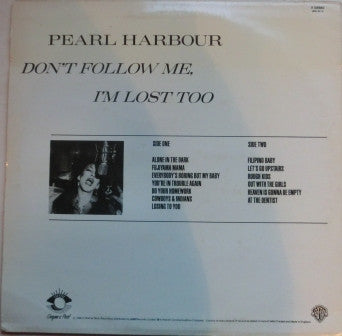 PEARL HARBOUR
DON'T FOLLOW ME,
I'M LOST TOO
SIDE ONE
ALONE IN THE DARK
FUJIYAMA MAMA
EVERYBODY'S BORING BUT MY BABY
YOU'RE IN TROUBLE AGAIN
DO YOUR HOMEWORK
COWBOYS & INDIANS
LOSING TO YOU
SIDE TWO
FILIPINO BABY
LET'S GO UPSTAIRS
ROUGH KIDS
OUT WITH THE GIRLS
HEAVEN IS GONNA BE EMPTY
AT THE DENTIST